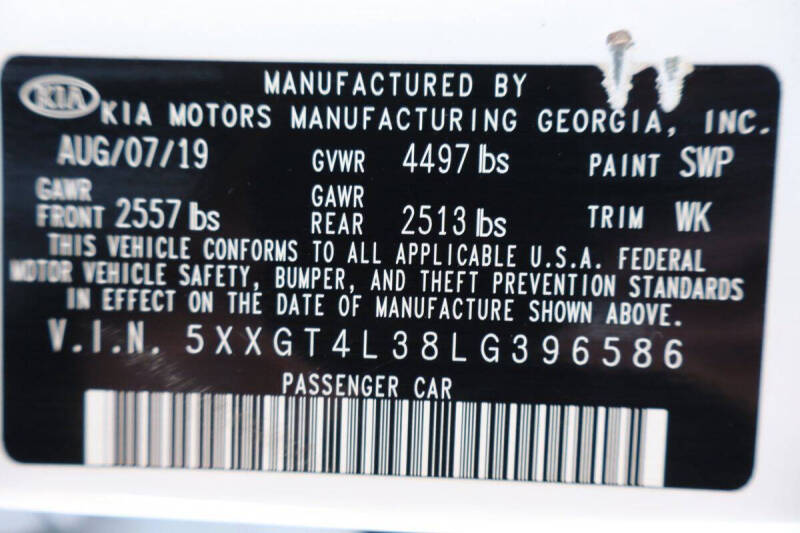 MANUFACTURED BY
KIA KIA MOTORS MANUFACTURING GEORGIA, INC.
AUG/07/19 GVWR 4497 lbs PAINT SWP
GAWR FRONT 2557 lbs GAWR REAR 2513 lbs TRIM WK
THIS VEHICLE CONFORMS TO ALL APPLICABLE U.S.A. FEDERAL
MOTOR VEHICLE SAFETY, BUMPER, AND THEFT PREVENTION STANDARDS
IN EFFECT ON THE DATE OF MANUFACTURE SHOWN ABOVE.
V.I.N. 5XXGT4L38LG396586
PASSENGER CAR